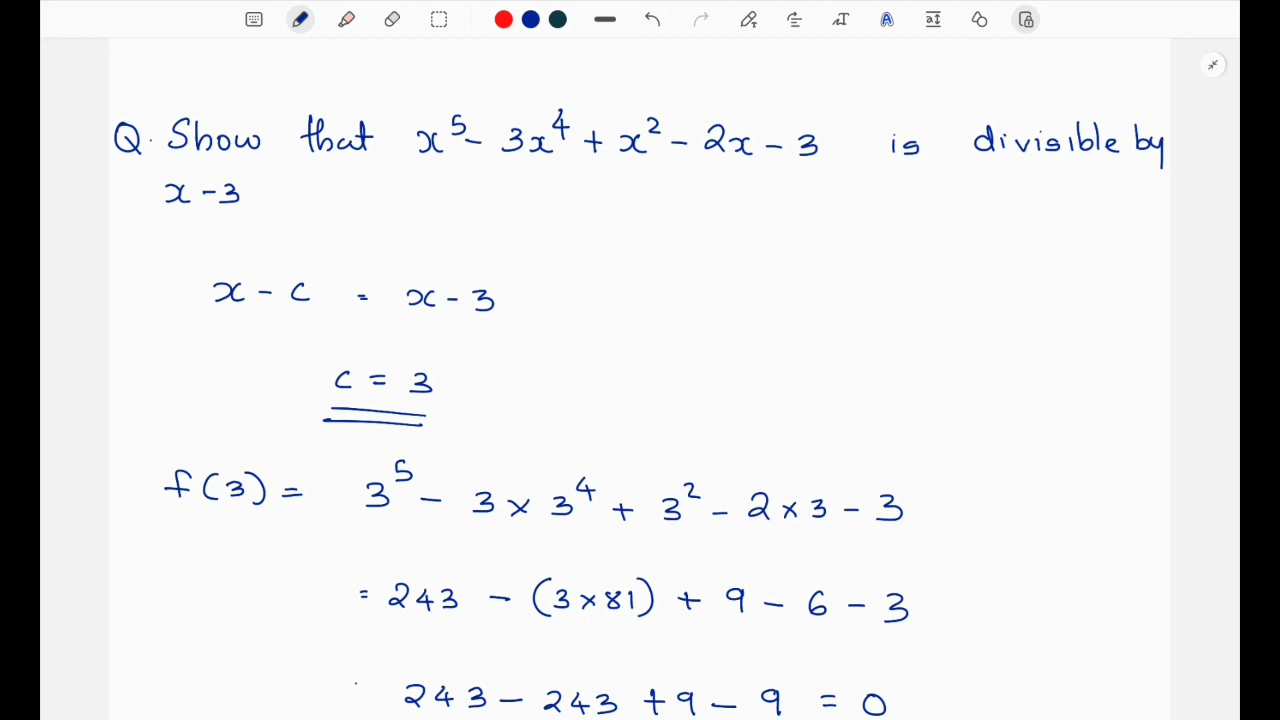 Q. Show that x⁵ - 3x⁴ + x² - 2x - 3 is divisible by
x - 3
x - c = x - 3
c = 3
f(3) = 3⁵ - 3 × 3⁴ + 3² - 2 × 3 - 3
= 243 - (3×81) + 9 - 6 - 3
243 - 243 + 9 - 9 = 0